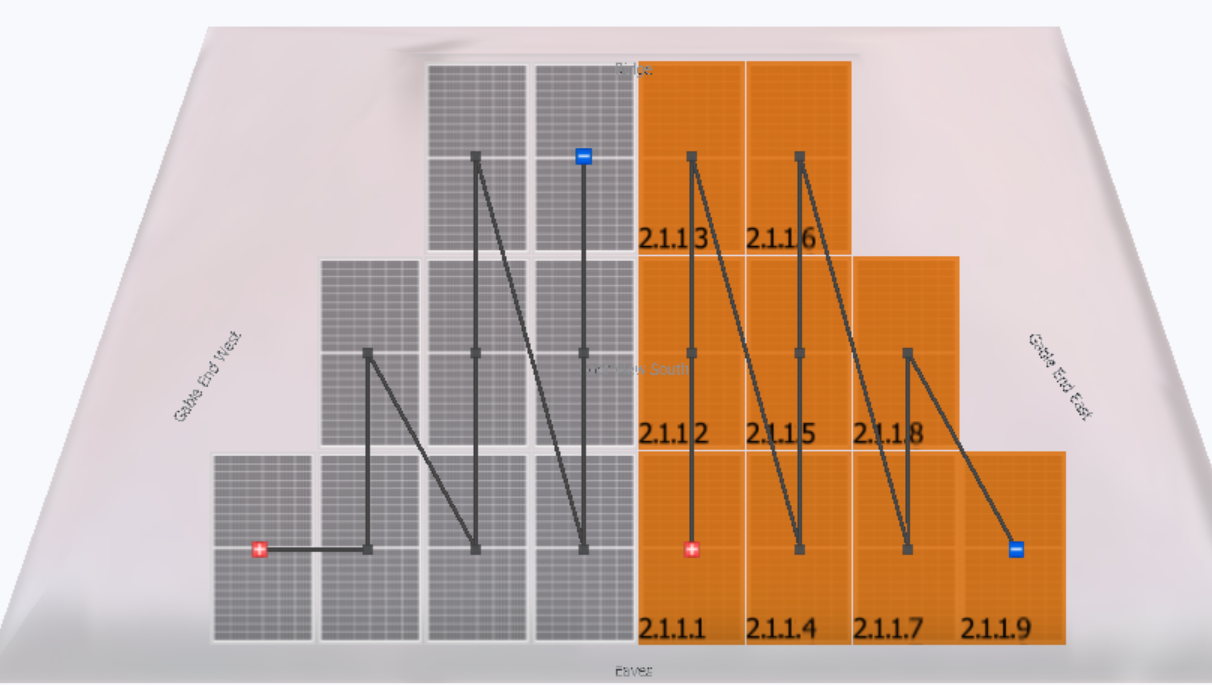 Ridge
2.1.1.3 2.1.1.6
Gable End West
South
Gable End East
2.1.1.2 2.1.1.5 2.1.1.8
2.1.1.1 2.1.1.4 2.1.1.7 2.1.1.9
Eaves